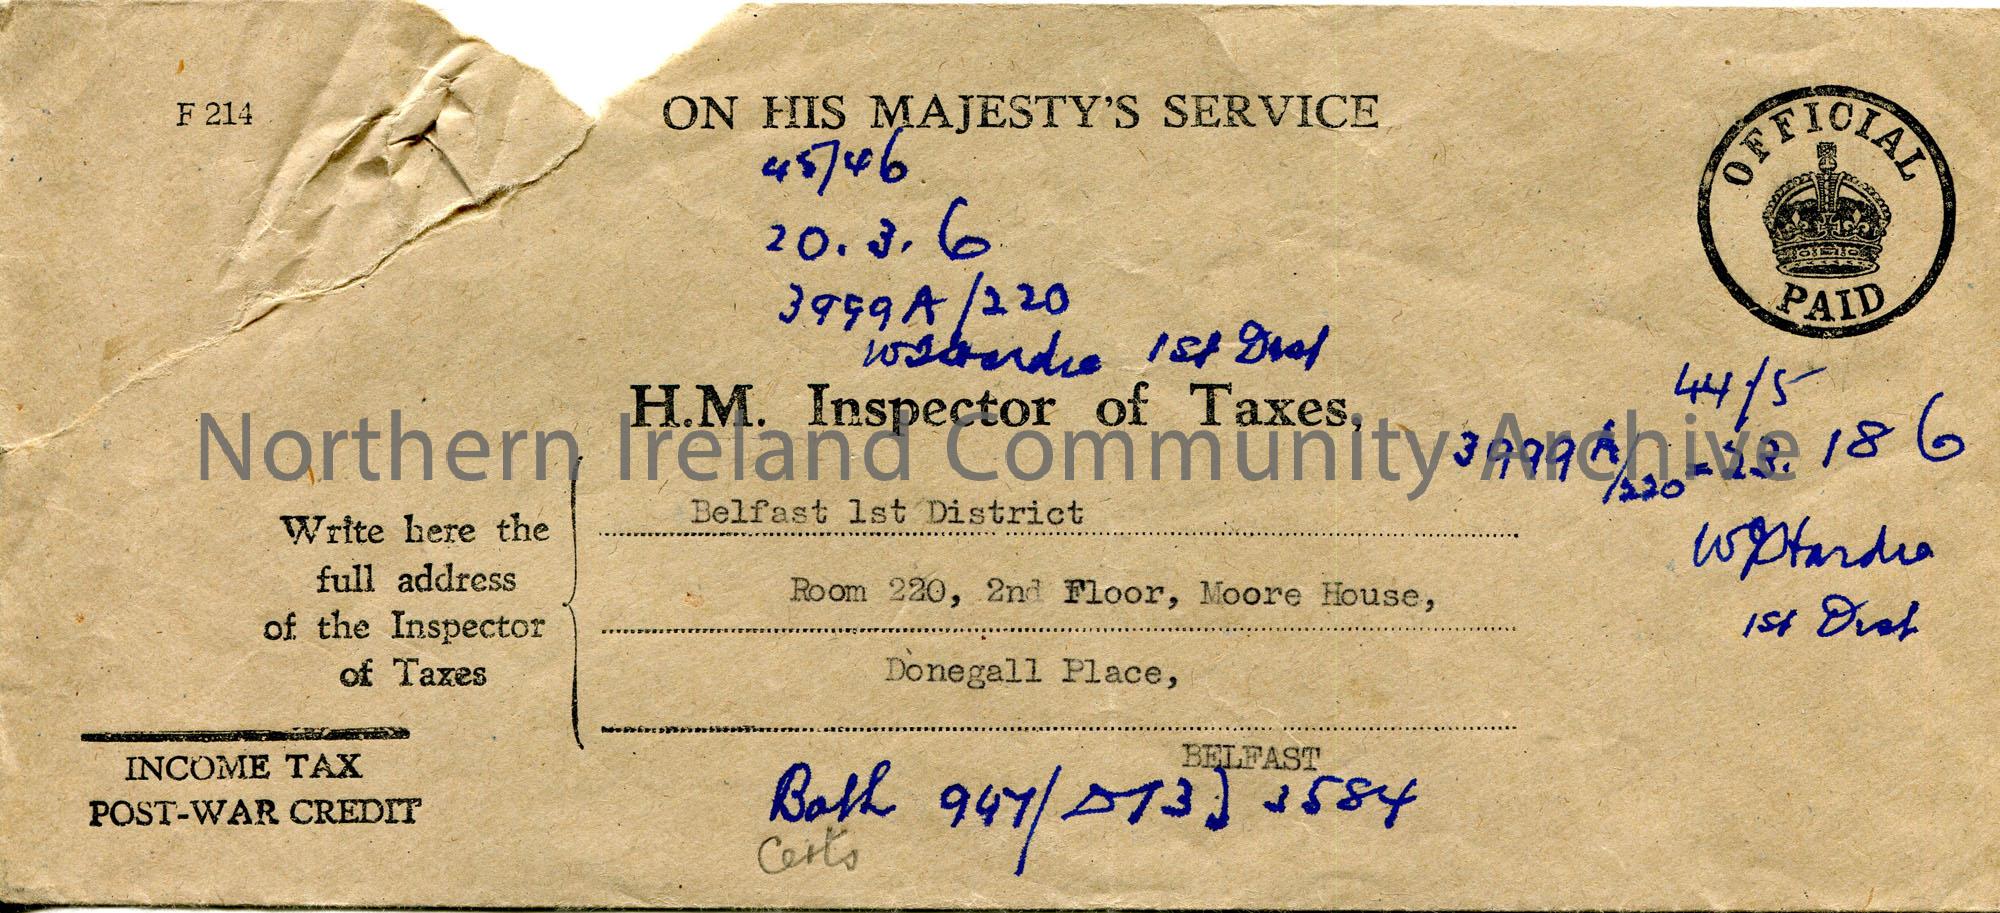 F 214
ON HIS MAJESTY'S SERVICE
OFFICIAL
PAID
45/46
20.3.6
3999A/220
1st Dist
H.M. Inspector of Taxes,
44/5
3999A/220 = 18 6
1st Dist
Northern Ireland Community Archive
Write here the
full address
of the Inspector
of Taxes
Belfast 1st District
Room 220, 2nd Floor, Moore House,
Donegall Place,
BELFAST
INCOME TAX
POST-WAR CREDIT
Both
Certs